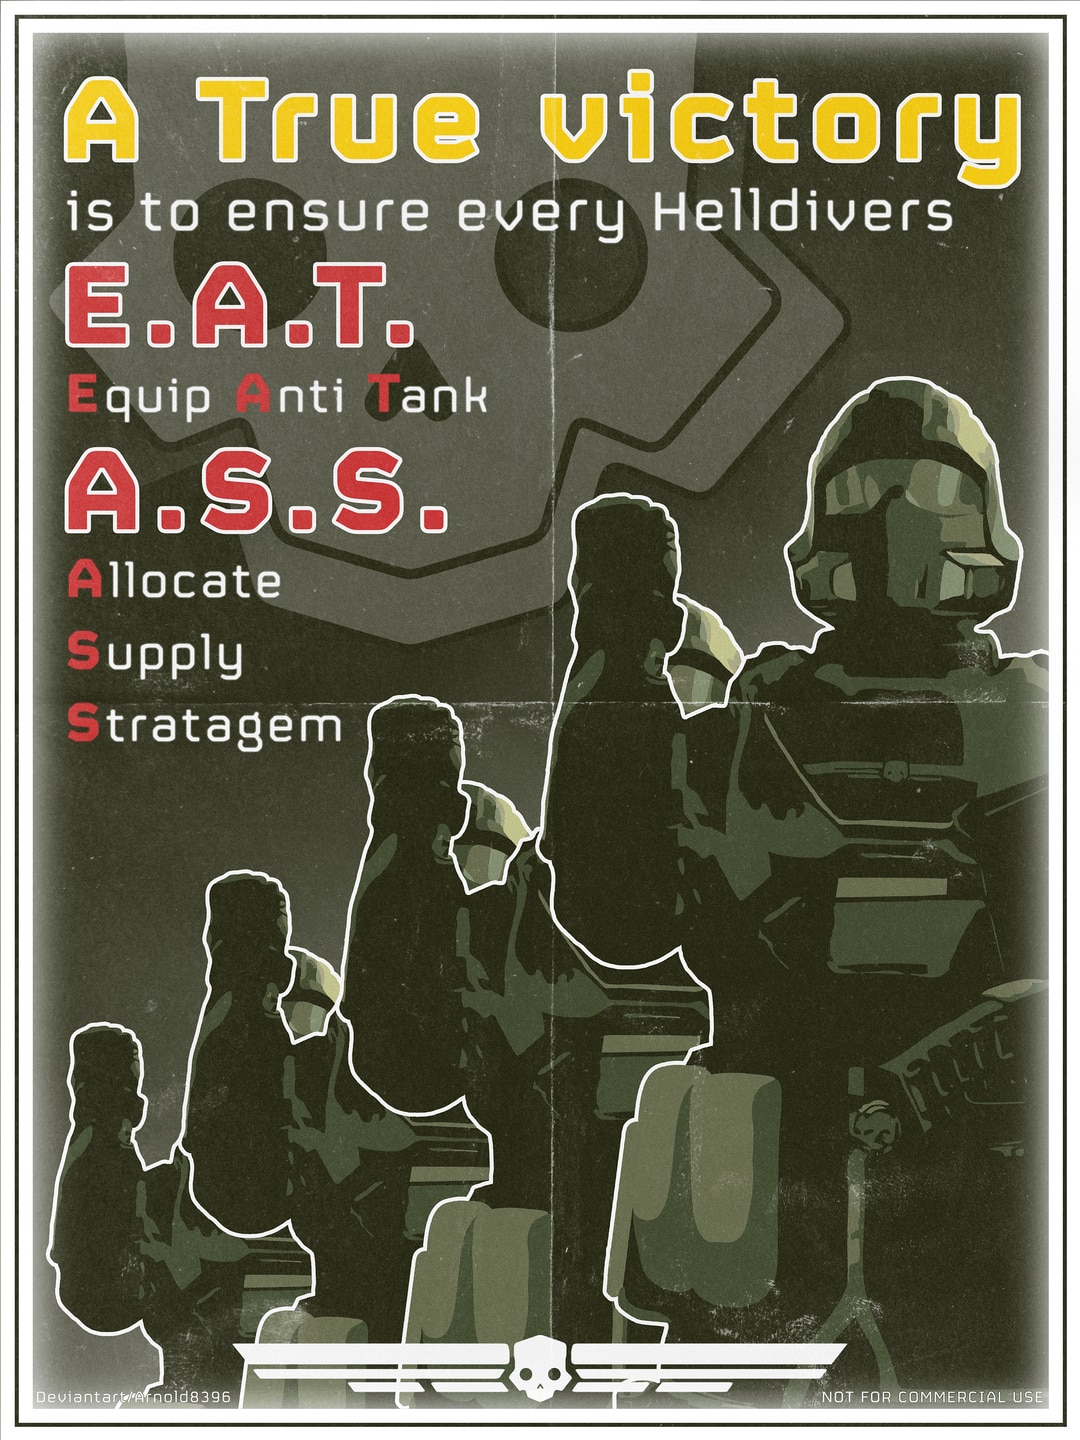 A True victory
is to ensure every Helldivers
E.A.T.
Equip Anti Tank
A.S.S.
Allocate
Supply
Stratagem
Deviantart/Arnold8396
NOT FOR COMMERCIAL USE